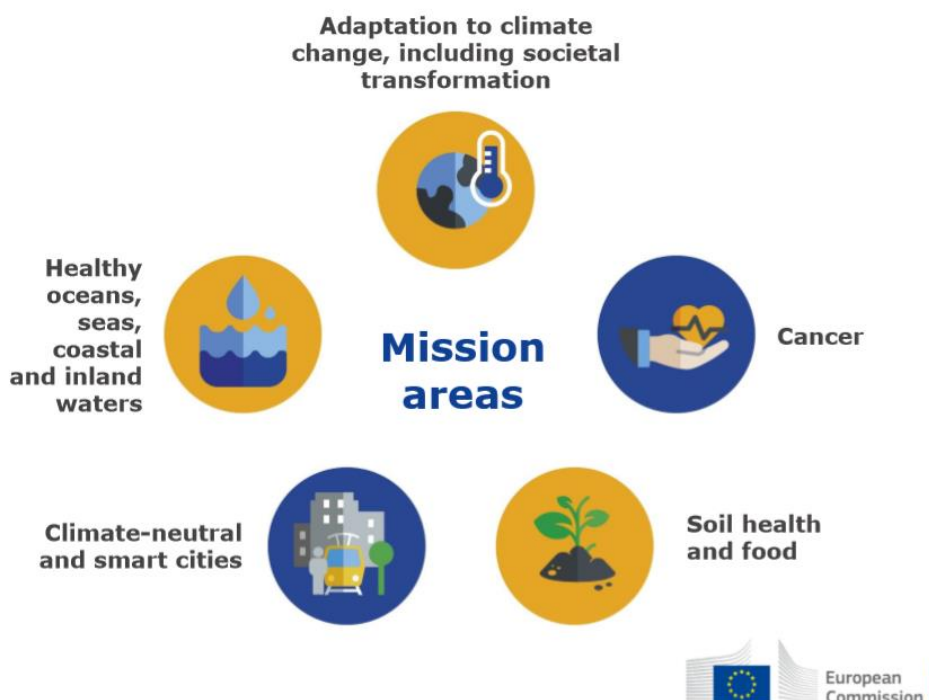 Adaptation to climate
change, including societal
transformation
Healthy
oceans,
seas,
coastal
and inland
waters
Mission
areas
Cancer
Climate-neutral
and smart cities
Soil health
and food
European
Commission